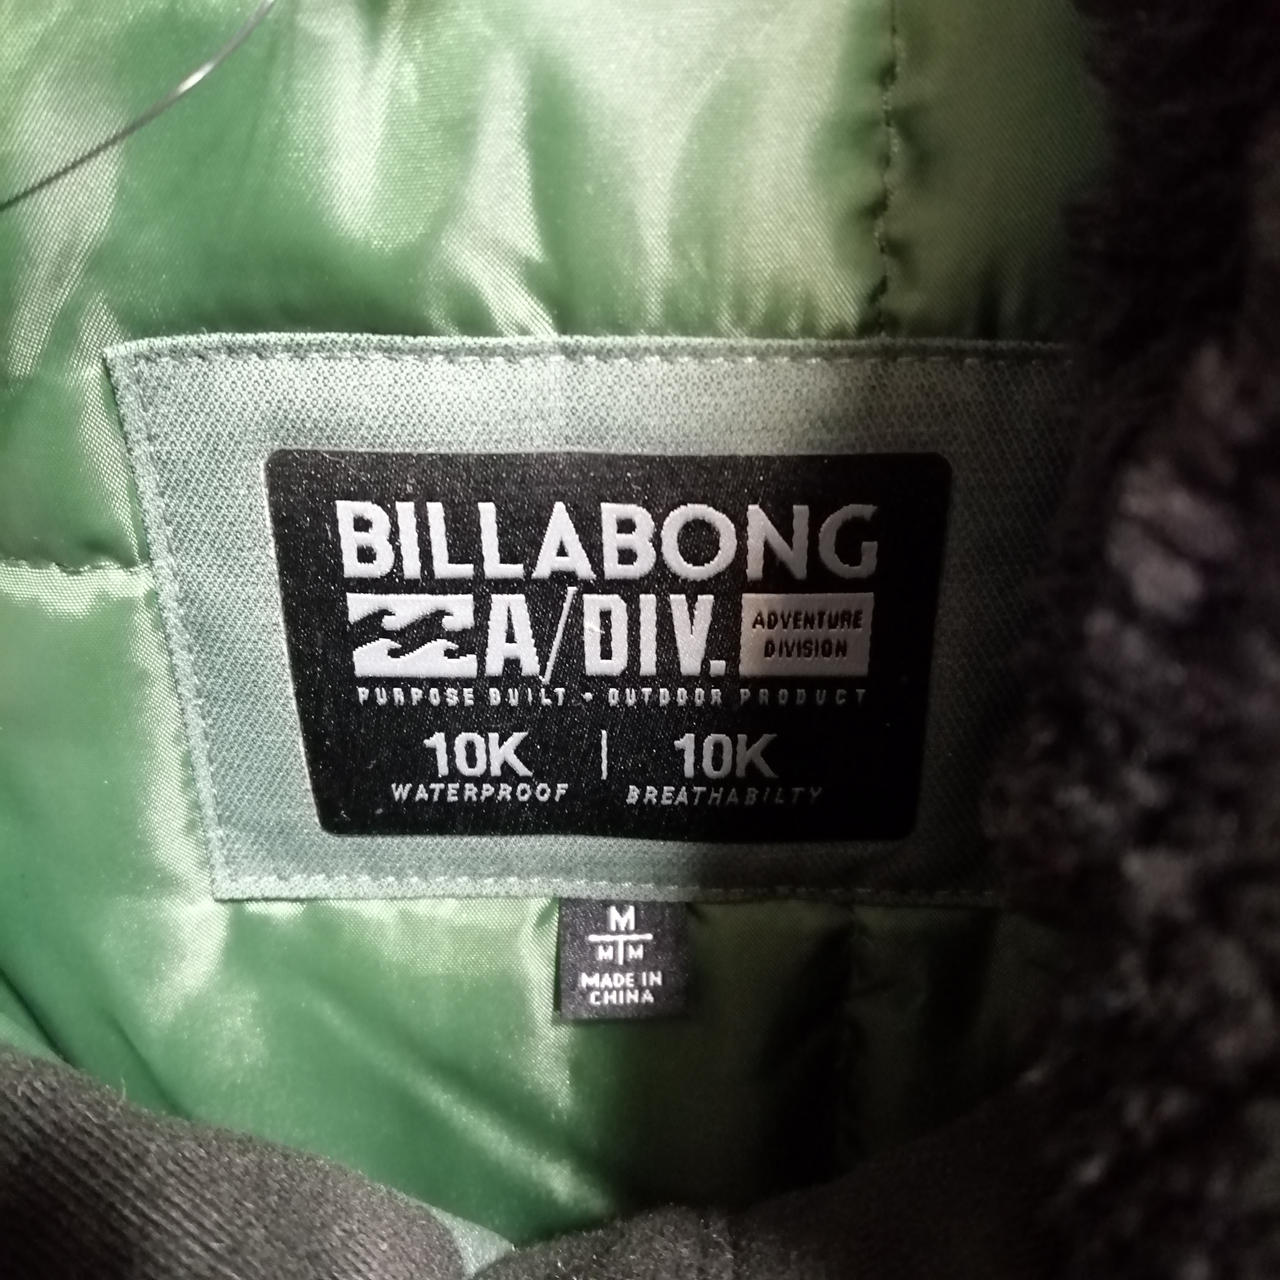 BILLABONG
A/DIV. ADVENTURE DIVISION
PURPOSE BUILT - OUTDOOR PRODUCT
10K | 10K
WATERPROOF BREATHABILTY
M
M M
MADE IN
CHINA